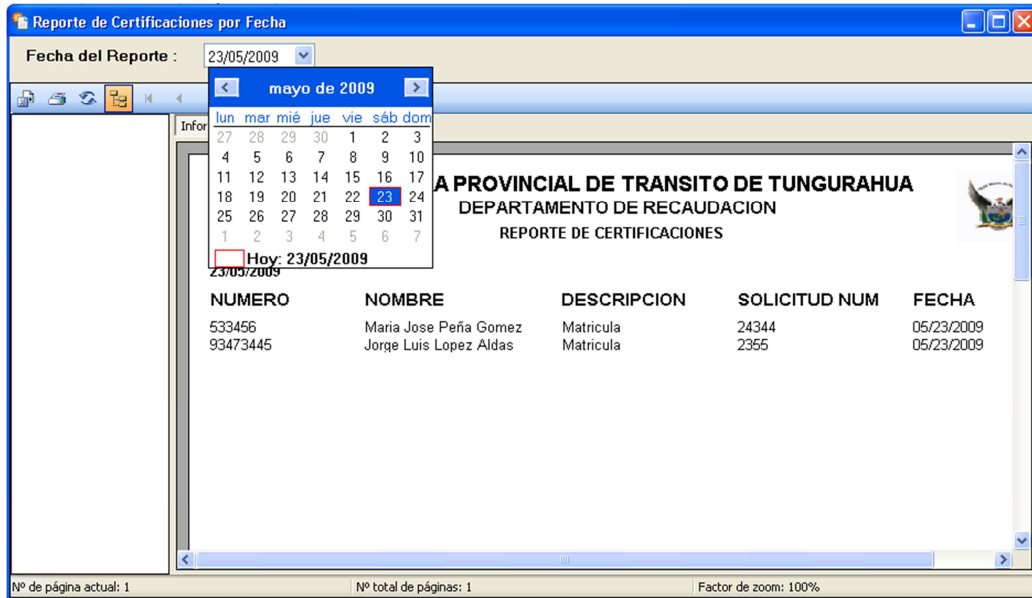 Reporte de Certificaciones por Fecha
Fecha del Reporte :
23/05/2009
mayo de 2009
lun mar mié jue vie sáb dom
27 28 29 30 1 2 3
4 5 6 7 8 9 10
11 12 13 14 15 16 17
18 19 20 21 22 23 24
25 26 27 28 29 30 31
1 2 3 4 5 6 7
Hoy: 23/05/2009
Infor
A PROVINCIAL DE TRANSITO DE TUNGURAHUA
DEPARTAMENTO DE RECAUDACION
REPORTE DE CERTIFICACIONES
23/05/2009
NUMERO NOMBRE DESCRIPCION SOLICITUD NUM FECHA
533456 Maria Jose Peña Gomez Matricula 24344 05/23/2009
93473445 Jorge Luis Lopez Aldas Matricula 2355 05/23/2009
Nº de página actual: 1 Nº total de páginas: 1 Factor de zoom: 100%